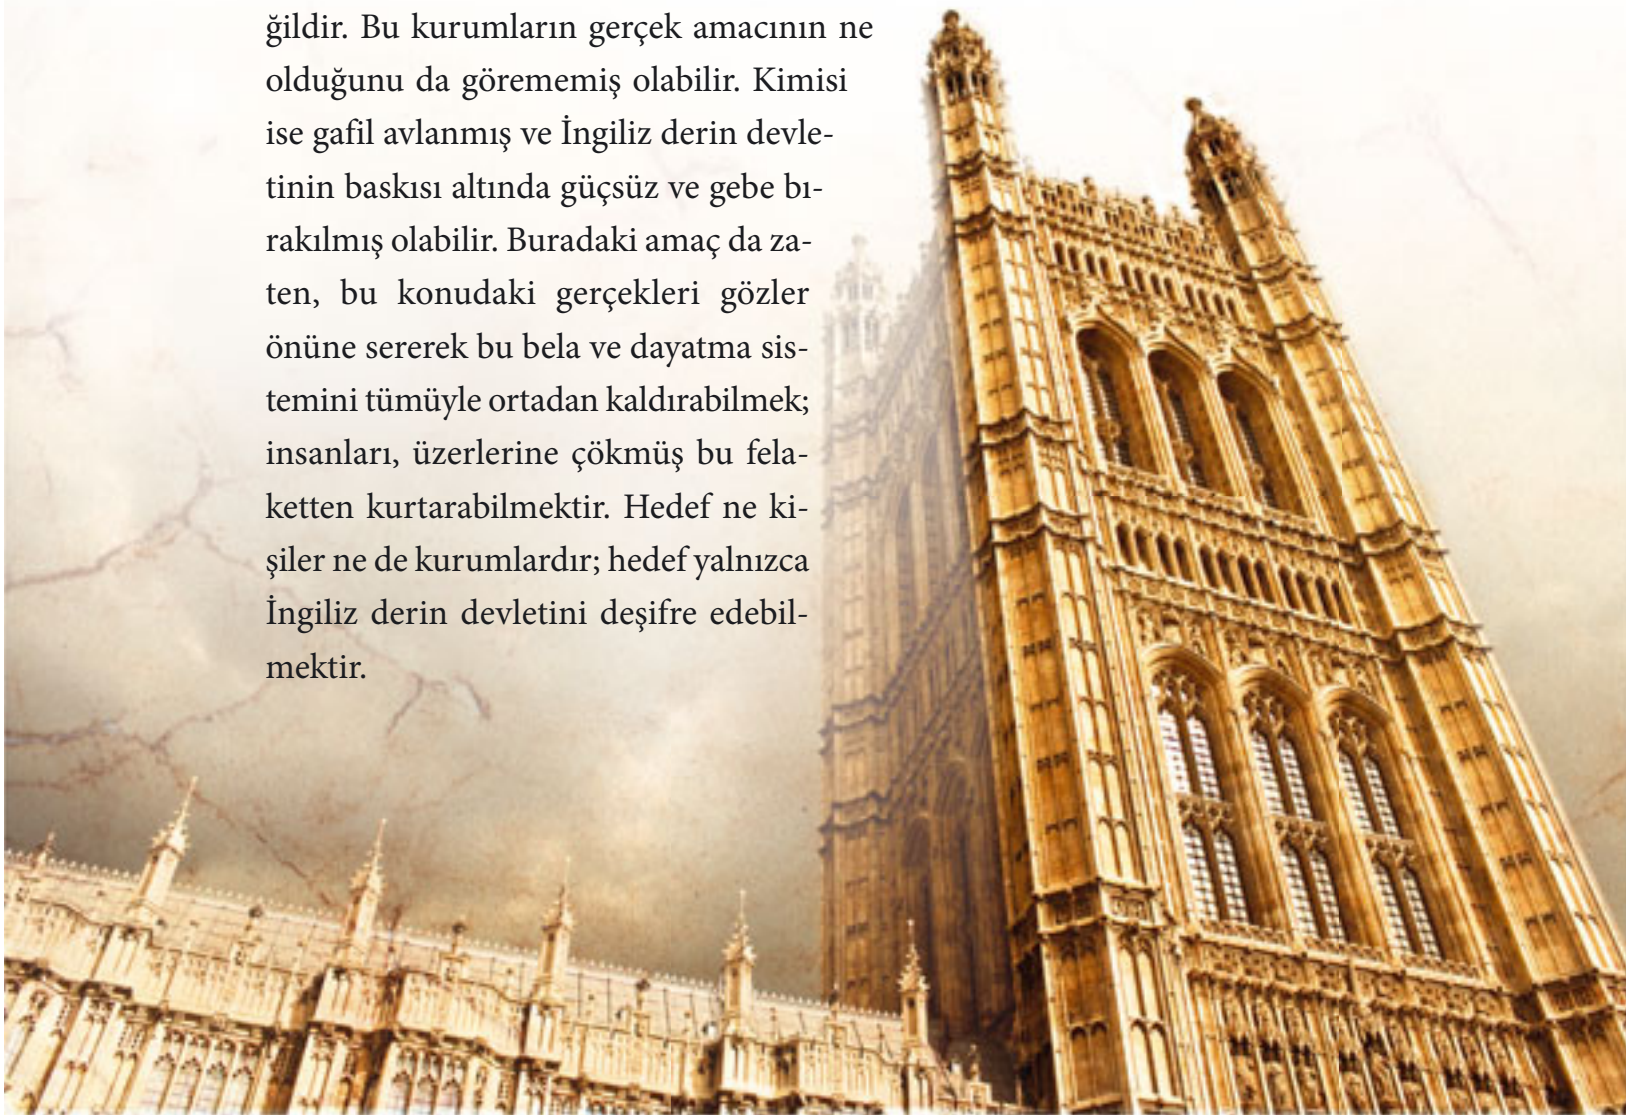 ğildir. Bu kurumların gerçek amacının ne
olduğunu da görememiş olabilir. Kimisi
ise gafil avlanmış ve İngiliz derin devle-
tinin baskısı altında güçsüz ve gebe bı-
rakılmış olabilir. Buradaki amaç da za-
ten, bu konudaki gerçekleri gözler
önüne sererek bu bela ve dayatma sis-
temini tümüyle ortadan kaldırabilmek;
insanları, üzerlerine çökmüş bu fela-
ketten kurtarabilmektir. Hedef ne ki-
şiler ne de kurumlardır; hedef yalnızca
İngiliz derin devletini deşifre edebil-
mektir.